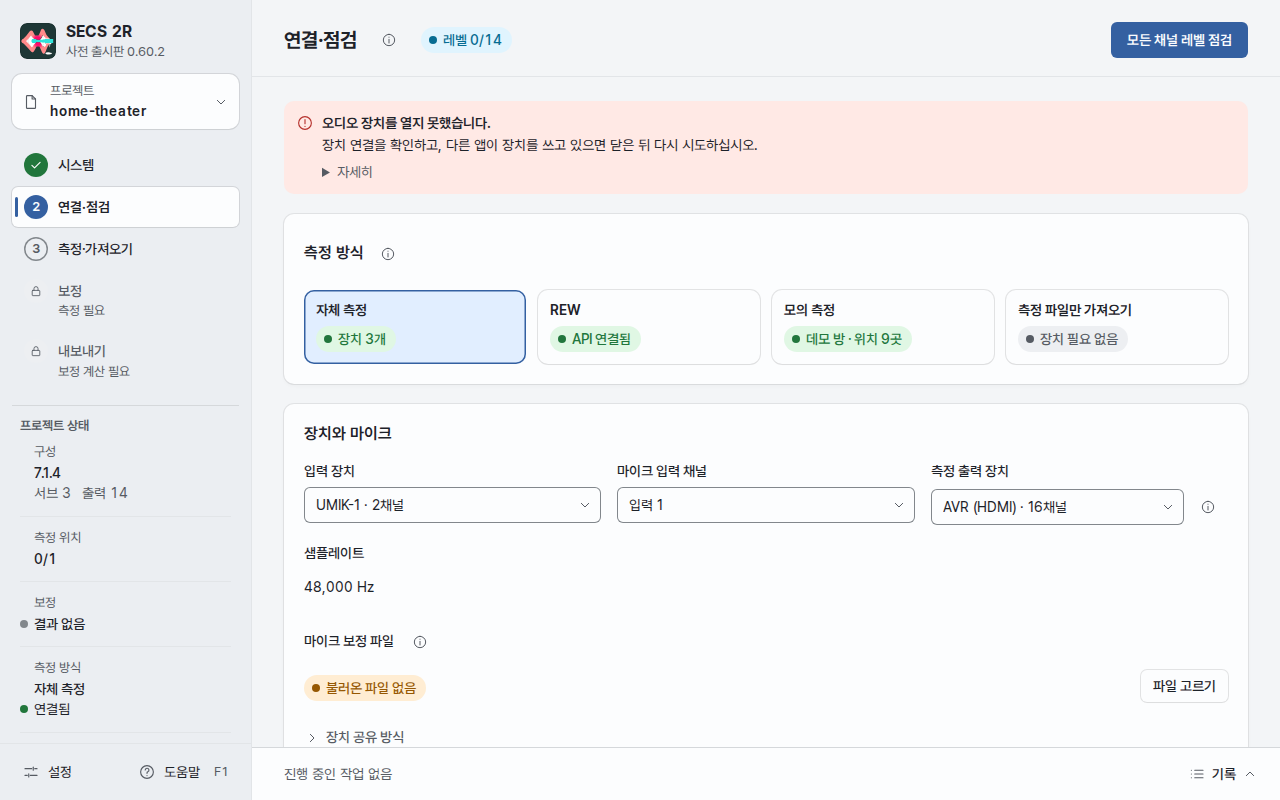 SECS 2R
사전 출시판 0.60.2
프로젝트
home-theater
시스템
2 연결·점검
3 측정·가져오기
보정
측정 필요
내보내기
보정 계산 필요
프로젝트 상태
구성
7.1.4
서브 3 출력 14
측정 위치
0/1
보정
결과 없음
측정 방식
자체 측정
연결됨
설정
도움말 F1
연결·점검
레벨 0/14
모든 채널 레벨 점검
오디오 장치를 열지 못했습니다.
장치 연결을 확인하고, 다른 앱이 장치를 쓰고 있으면 닫은 뒤 다시 시도하십시오.
자세히
측정 방식
자체 측정
장치 3개
REW
API 연결됨
모의 측정
데모 방 · 위치 9곳
측정 파일만 가져오기
장치 필요 없음
장치와 마이크
입력 장치
UMIK-1 · 2채널
마이크 입력 채널
입력 1
측정 출력 장치
AVR (HDMI) · 16채널
샘플레이트
48,000 Hz
마이크 보정 파일
불러온 파일 없음
파일 고르기
장치 공유 방식
진행 중인 작업 없음
기록